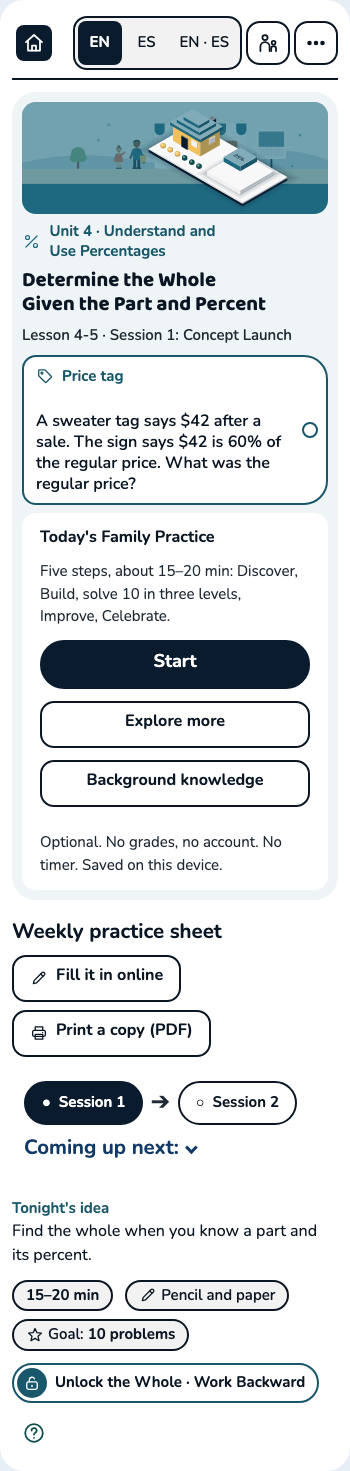 EN
ES
EN · ES
Unit 4 · Understand and
Use Percentages
Determine the Whole
Given the Part and Percent
Lesson 4-5 · Session 1: Concept Launch
Price tag
A sweater tag says $42 after a
sale. The sign says $42 is 60% of
the regular price. What was the
regular price?
Today's Family Practice
Five steps, about 15–20 min: Discover,
Build, solve 10 in three levels,
Improve, Celebrate.
Start
Explore more
Background knowledge
Optional. No grades, no account. No
timer. Saved on this device.
Weekly practice sheet
Fill it in online
Print a copy (PDF)
Session 1
Session 2
Coming up next:
Tonight's idea
Find the whole when you know a part and
its percent.
15–20 min
Pencil and paper
Goal: 10 problems
Unlock the Whole · Work Backward